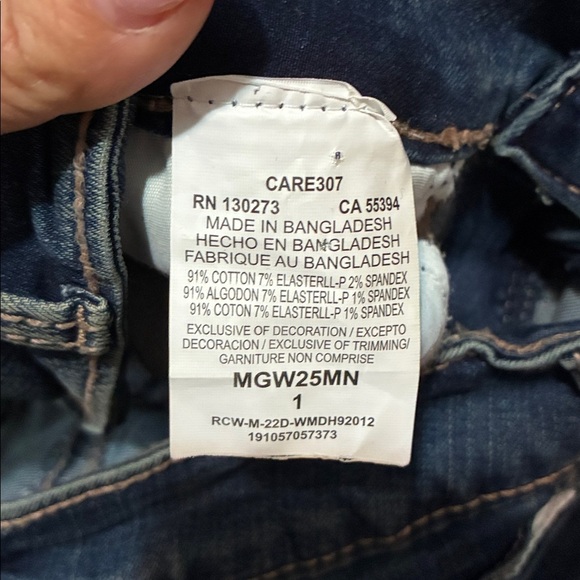 CARE307
RN 130273 CA 55394
MADE IN BANGLADESH
HECHO EN BANGLADESH
FABRIQUE AU BANGLADESH
91% COTTON 7% ELASTERLL-P 2% SPANDEX
91% ALGODON 7% ELASTERLL-P 1% SPANDEX
91% COTON 7% ELASTERLL-P 1% SPANDEX
EXCLUSIVE OF DECORATION / EXCEPTO
DECORACION / EXCLUSIVE OF TRIMMING/
GARNITURE NON COMPRISE
MGW25MN
1
RCW-M-22D-WMDH92012
191057057373